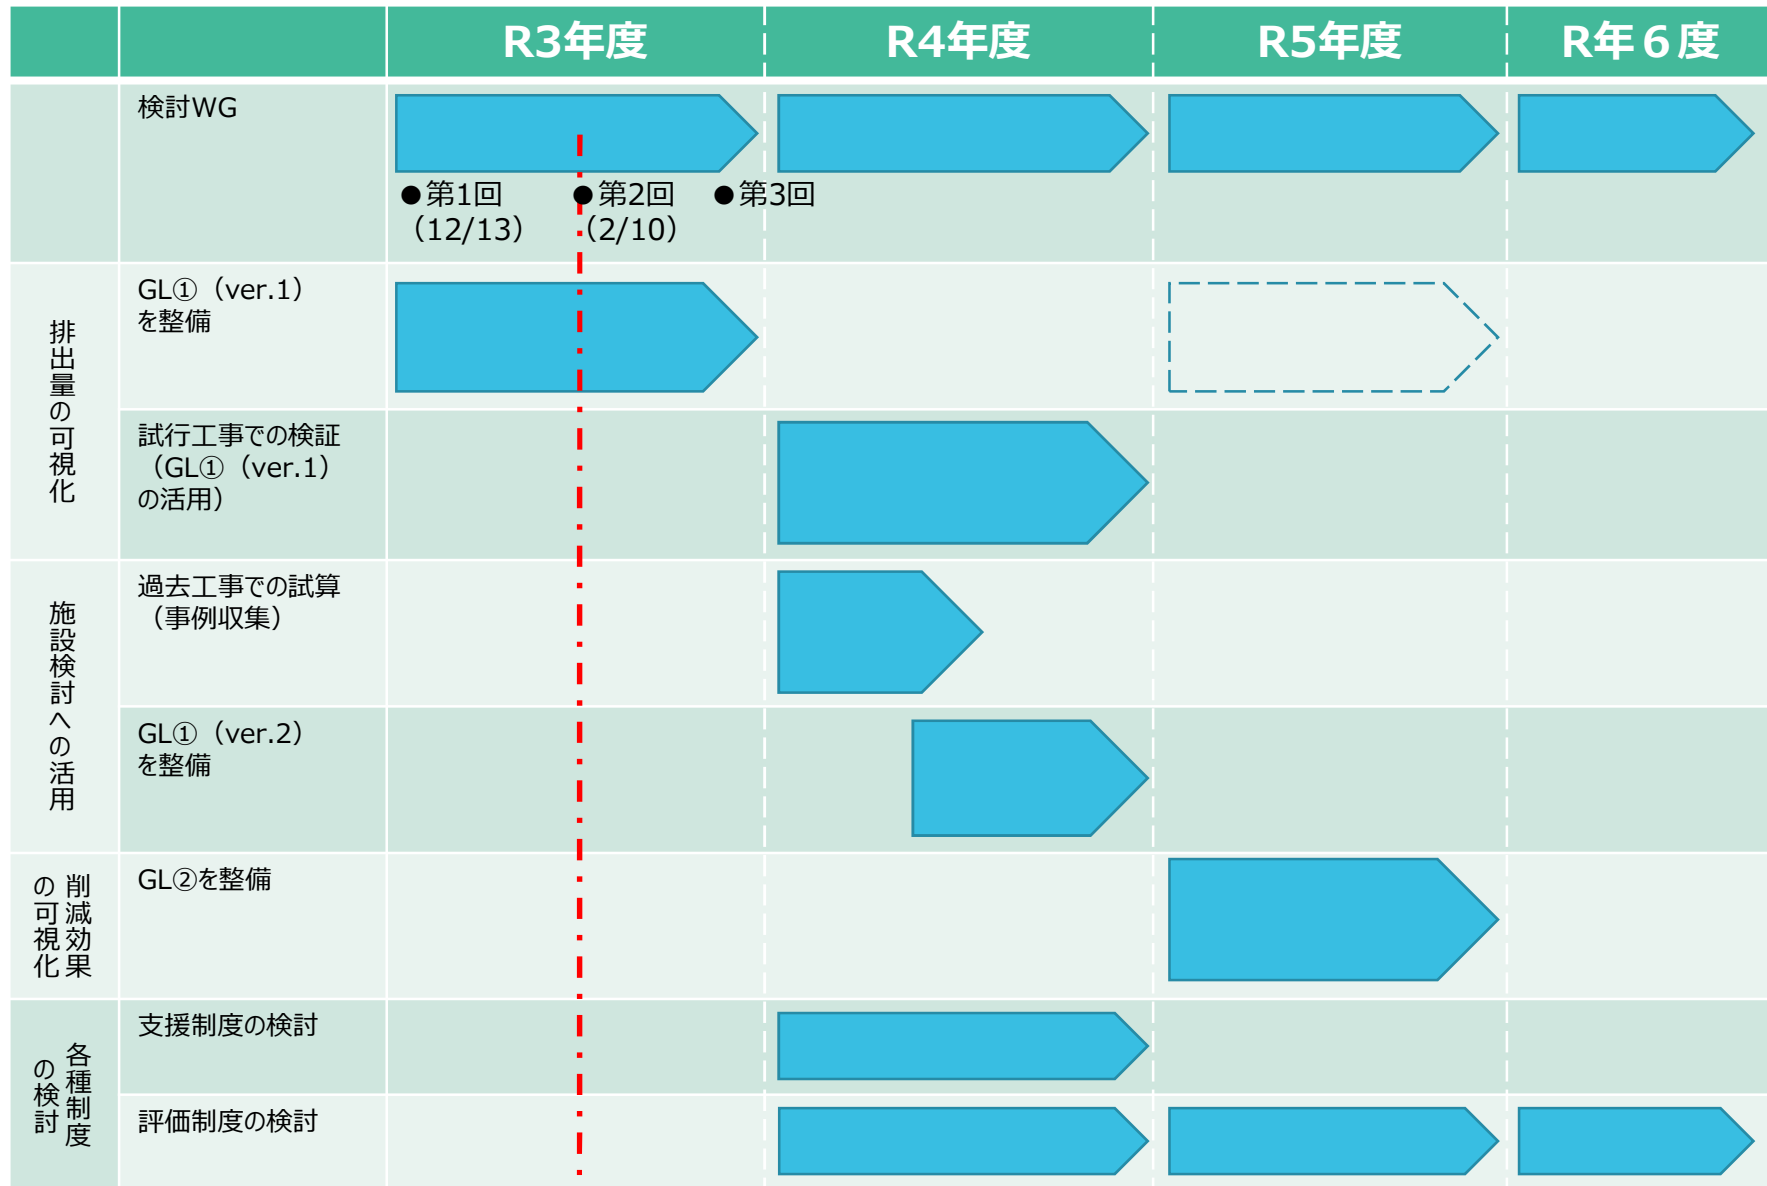 R3年度
R4年度
R5年度
R年６度
検討WG
●第1回
（12/13）
●第2回
（2/10）
●第3回
排出量の可視化
GL①（ver.1）
を整備
試行工事での検証
（GL①（ver.1）
の活用）
施設検討への活用
過去工事での試算
（事例収集）
GL①（ver.2）
を整備
削減効果
の可視化
GL②を整備
各種制度
の検討
支援制度の検討
評価制度の検討